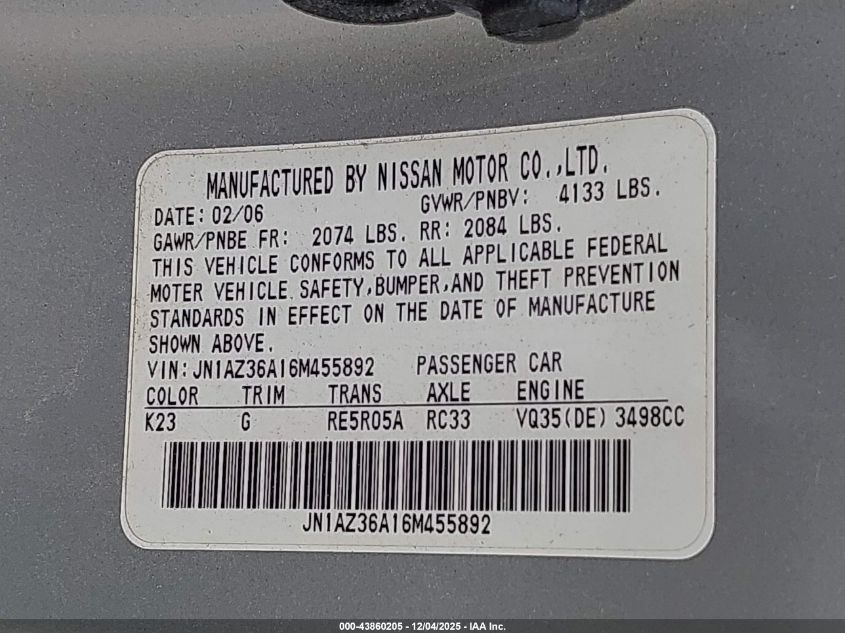 MANUFACTURED BY NISSAN MOTOR CO.,LTD.
DATE: 02/06 GVWR/PNBV: 4133 LBS.
GAWR/PNBE FR: 2074 LBS. RR: 2084 LBS.
THIS VEHICLE CONFORMS TO ALL APPLICABLE FEDERAL
MOTER VEHICLE SAFETY,BUMPER,AND THEFT PREVENTION
STANDARDS IN EFFECT ON THE DATE OF MANUFACTURE
SHOWN ABOVE.
VIN: JN1AZ36A16M455892 PASSENGER CAR
COLOR TRIM TRANS AXLE ENGINE
K23 G RE5R05A RC33 VQ35(DE) 3498CC
JN1AZ36A16M455892
000-43860205 - 12/04/2025 - IAA Inc.